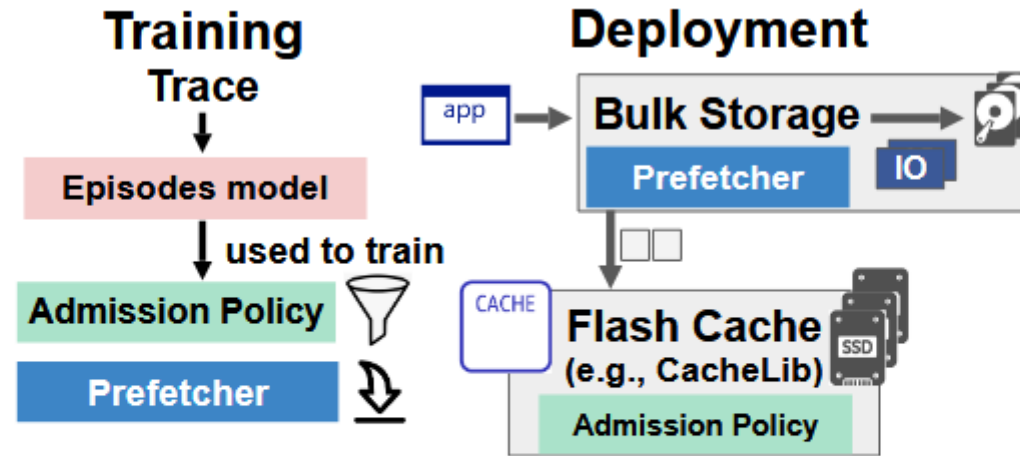 Training
Trace
Episodes model
used to train
Admission Policy
Prefetcher
Deployment
app
Bulk Storage
Prefetcher
IO
CACHE
Flash Cache
(e.g., CacheLib)
SSD
Admission Policy